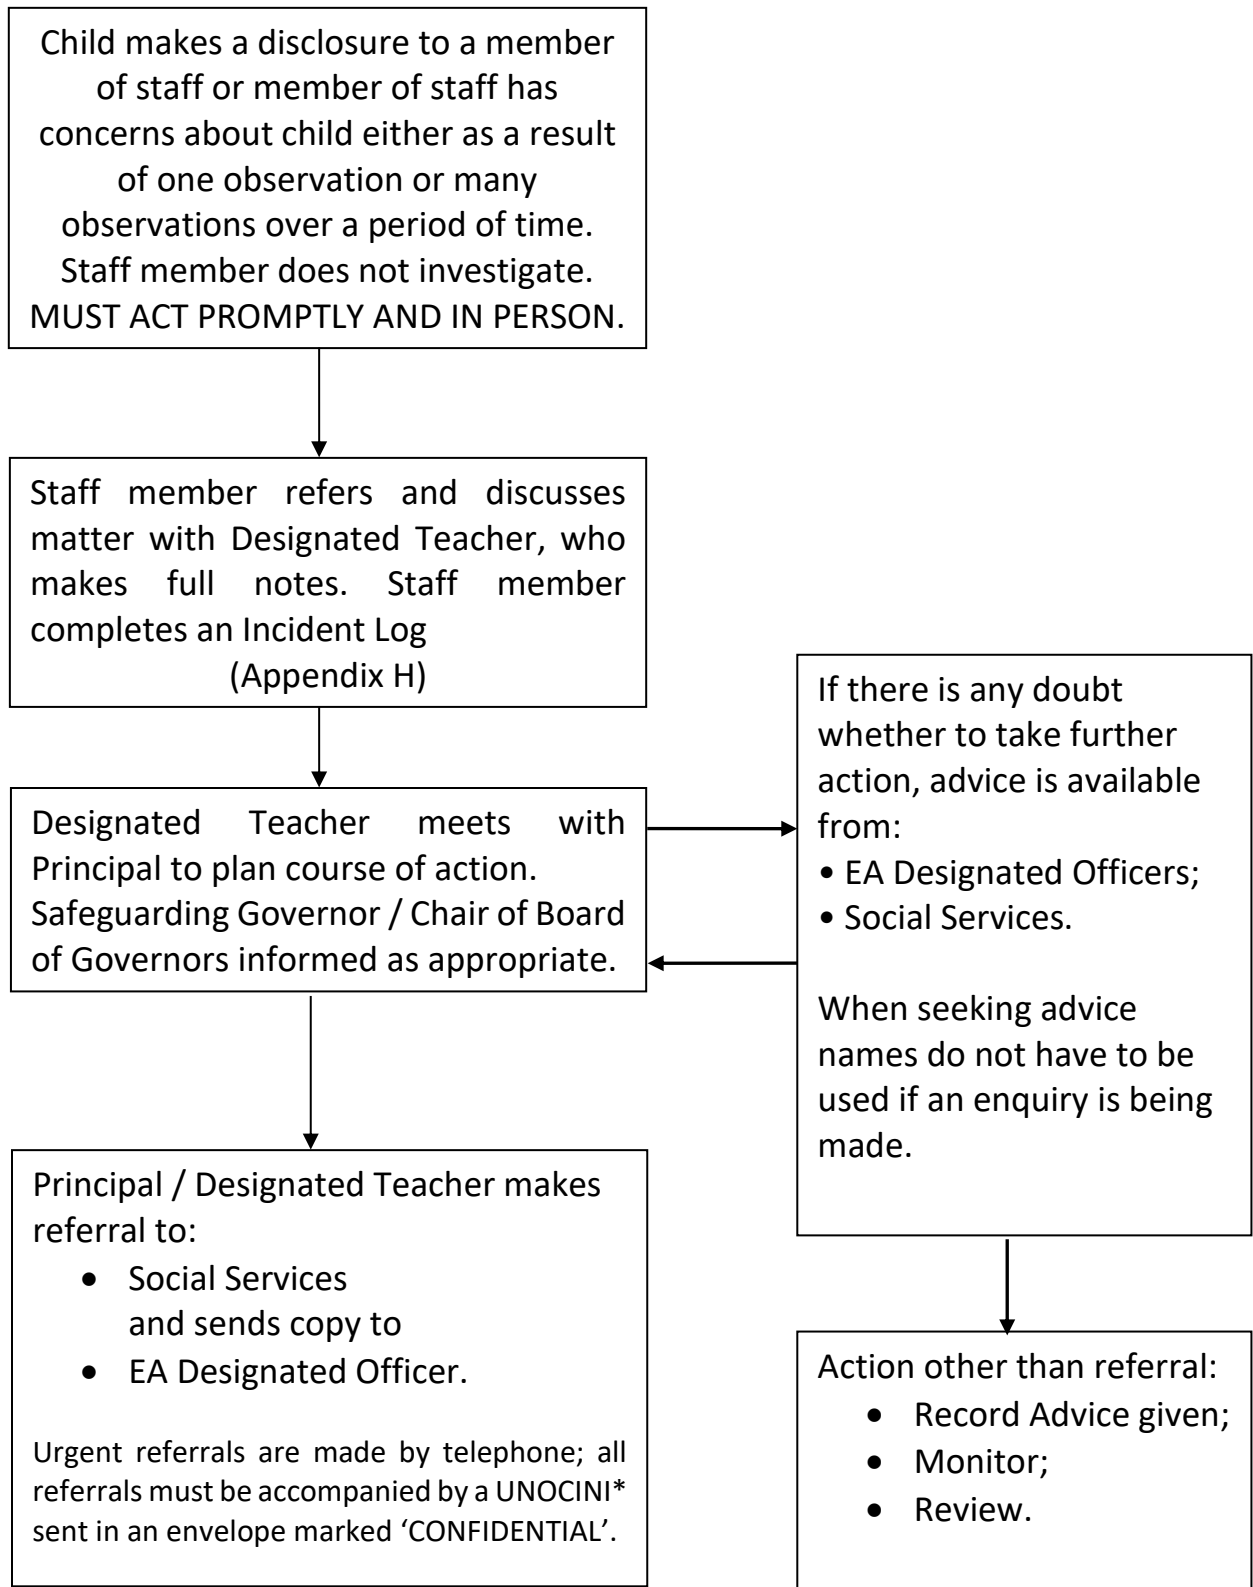 Child makes a disclosure to a member
of staff or member of staff has
concerns about child either as a result
of one observation or many
observations over a period of time.
Staff member does not investigate.
MUST ACT PROMPTLY AND IN PERSON.
Staff member refers and discusses
matter with Designated Teacher, who
makes full notes. Staff member
completes an Incident Log
(Appendix H)
Designated Teacher meets with
Principal to plan course of action.
Safeguarding Governor / Chair of Board
of Governors informed as appropriate.
If there is any doubt
whether to take further
action, advice is available
from:
• EA Designated Officers;
• Social Services.
When seeking advice
names do not have to be
used if an enquiry is being
made.
Principal / Designated Teacher makes
referral to:
• Social Services
and sends copy to
• EA Designated Officer.
Urgent referrals are made by telephone; all
referrals must be accompanied by a UNOCINI*
sent in an envelope marked ‘CONFIDENTIAL’.
Action other than referral:
• Record Advice given;
• Monitor;
• Review.